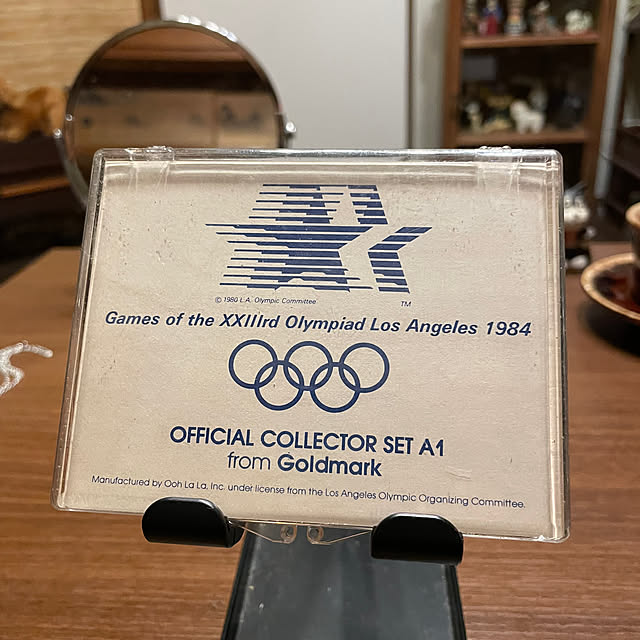 © 1980 L.A. Olympic Committee
TM
Games of the XXIIIrd Olympiad Los Angeles 1984
OFFICIAL COLLECTOR SET A1
from Goldmark
Manufactured by Ooh La La, Inc. under license from the Los Angeles Olympic Organizing Committee.